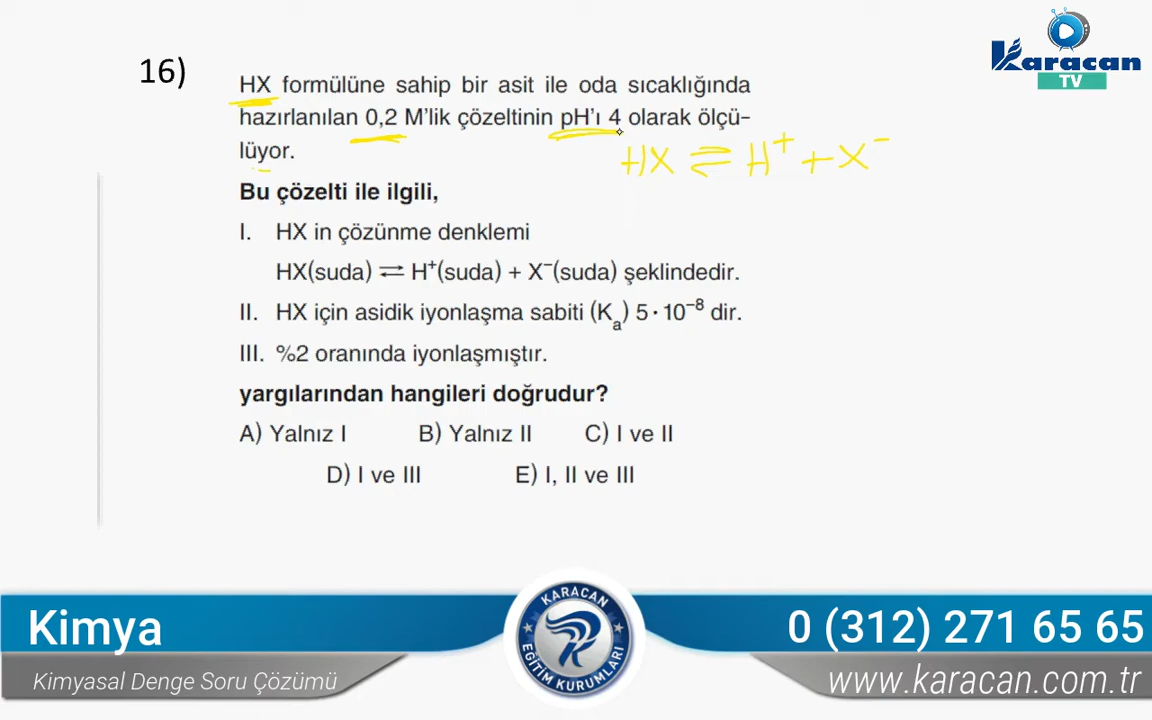 16)
Karacan
TV
HX formülüne sahip bir asit ile oda sıcaklığında
hazırlanılan 0,2 M'lik çözeltinin pH'ı 4 olarak ölçü-
lüyor.
HX ⇌ H⁺ + X⁻
Bu çözelti ile ilgili,
I. HX in çözünme denklemi
HX(suda) ⇌ H⁺(suda) + X⁻(suda) şeklindedir.
II. HX için asidik iyonlaşma sabiti (Kₐ) 5·10⁻⁸ dir.
III. %2 oranında iyonlaşmıştır.
yargılarından hangileri doğrudur?
A) Yalnız I B) Yalnız II C) I ve II
D) I ve III E) I, II ve III
Kimya
Kimyasal Denge Soru Çözümü
KARACAN
EĞİTİM KURUMLARI
0 (312) 271 65 65
www.karacan.com.tr